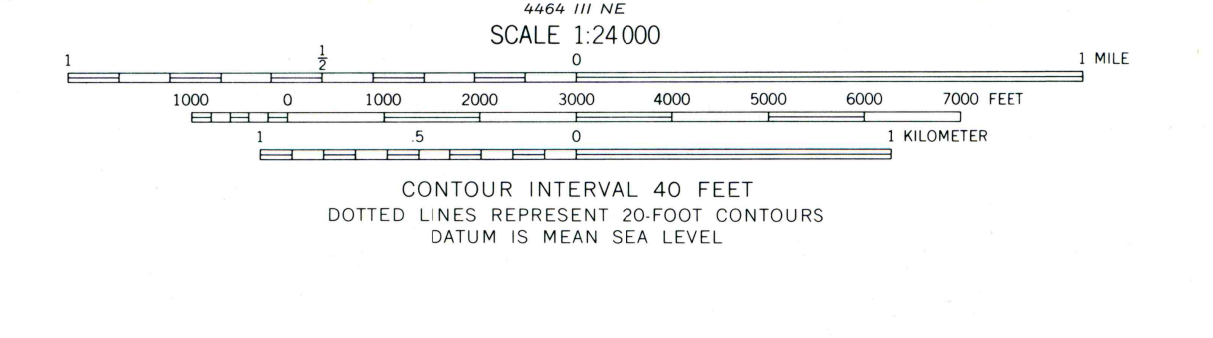 4464 III NE
SCALE 1:24 000
1 1/2 0 1 MILE
1000 0 1000 2000 3000 4000 5000 6000 7000 FEET
1 .5 0 1 KILOMETER
CONTOUR INTERVAL 40 FEET
DOTTED LINES REPRESENT 20-FOOT CONTOURS
DATUM IS MEAN SEA LEVEL